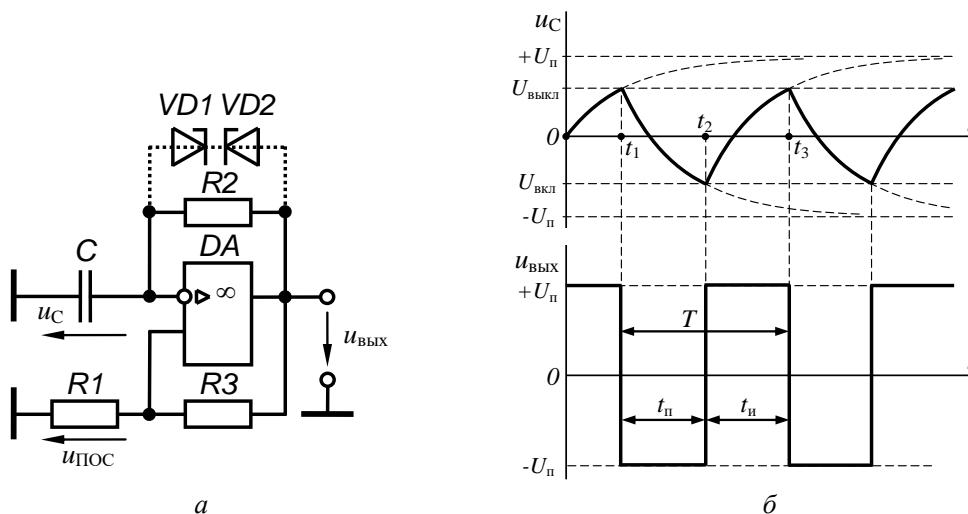 VD1 VD2
R2
DA
∞
C
u_C
u_вых
R1
R3
u_ПОС
а
u_C
+U_п
U_выкл
0
t_1
t_2
t_3
U_вкл
-U_п
u_вых
+U_п
T
0
t_п
t_и
-U_п
б